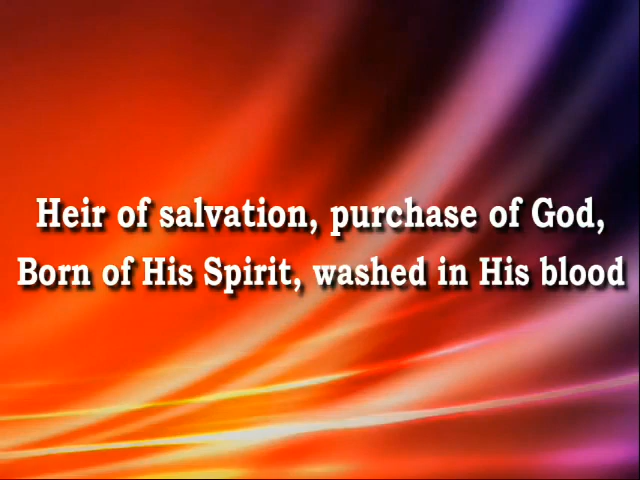 Heir of salvation, purchase of God,
Born of His Spirit, washed in His blood